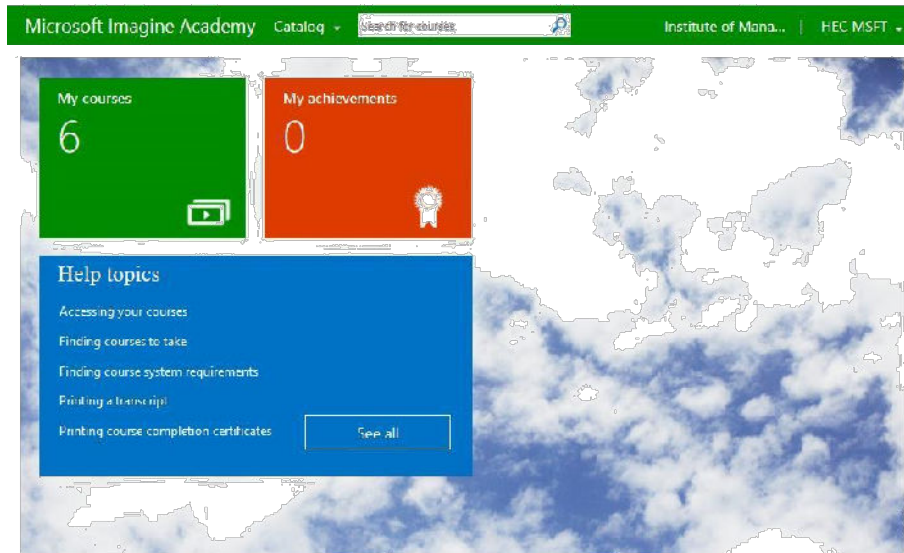 Microsoft Imagine Academy Catalog Search for courses Institute of Mana... | HEC MSFT
My courses
6
My achievements
0
Help topics
Accessing your courses
Finding courses to take
Finding course system requirements
Printing a transcript
Printing course completion certificates
See all